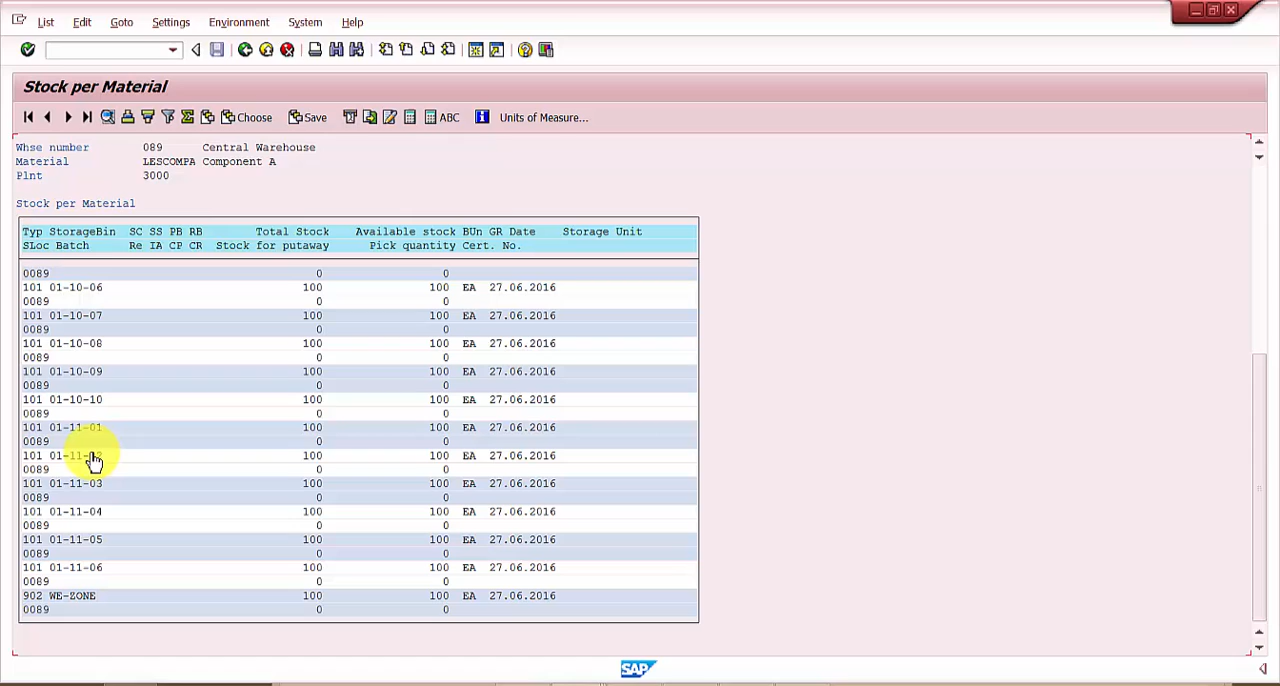 List Edit Goto Settings Environment System Help
Stock per Material
Choose Save ABC Units of Measure...
Whse number 089 Central Warehouse
Material LESCOMPA Component A
Plnt 3000
Stock per Material
Typ StorageBin SC SS PB RB Total Stock Available stock BUn GR Date Storage Unit
SLoc Batch Re IA CP CR Stock for putaway Pick quantity Cert. No.
0089 0 0
101 01-10-06 100 100 EA 27.06.2016
0089 0 0
101 01-10-07 100 100 EA 27.06.2016
0089 0 0
101 01-10-08 100 100 EA 27.06.2016
0089 0 0
101 01-10-09 100 100 EA 27.06.2016
0089 0 0
101 01-10-10 100 100 EA 27.06.2016
0089 0 0
101 01-11-01 100 100 EA 27.06.2016
0089 0 0
101 01-11-02 100 100 EA 27.06.2016
0089 0 0
101 01-11-03 100 100 EA 27.06.2016
0089 0 0
101 01-11-04 100 100 EA 27.06.2016
0089 0 0
101 01-11-05 100 100 EA 27.06.2016
0089 0 0
101 01-11-06 100 100 EA 27.06.2016
0089 0 0
902 WE-ZONE 100 100 EA 27.06.2016
0089 0 0
SAP